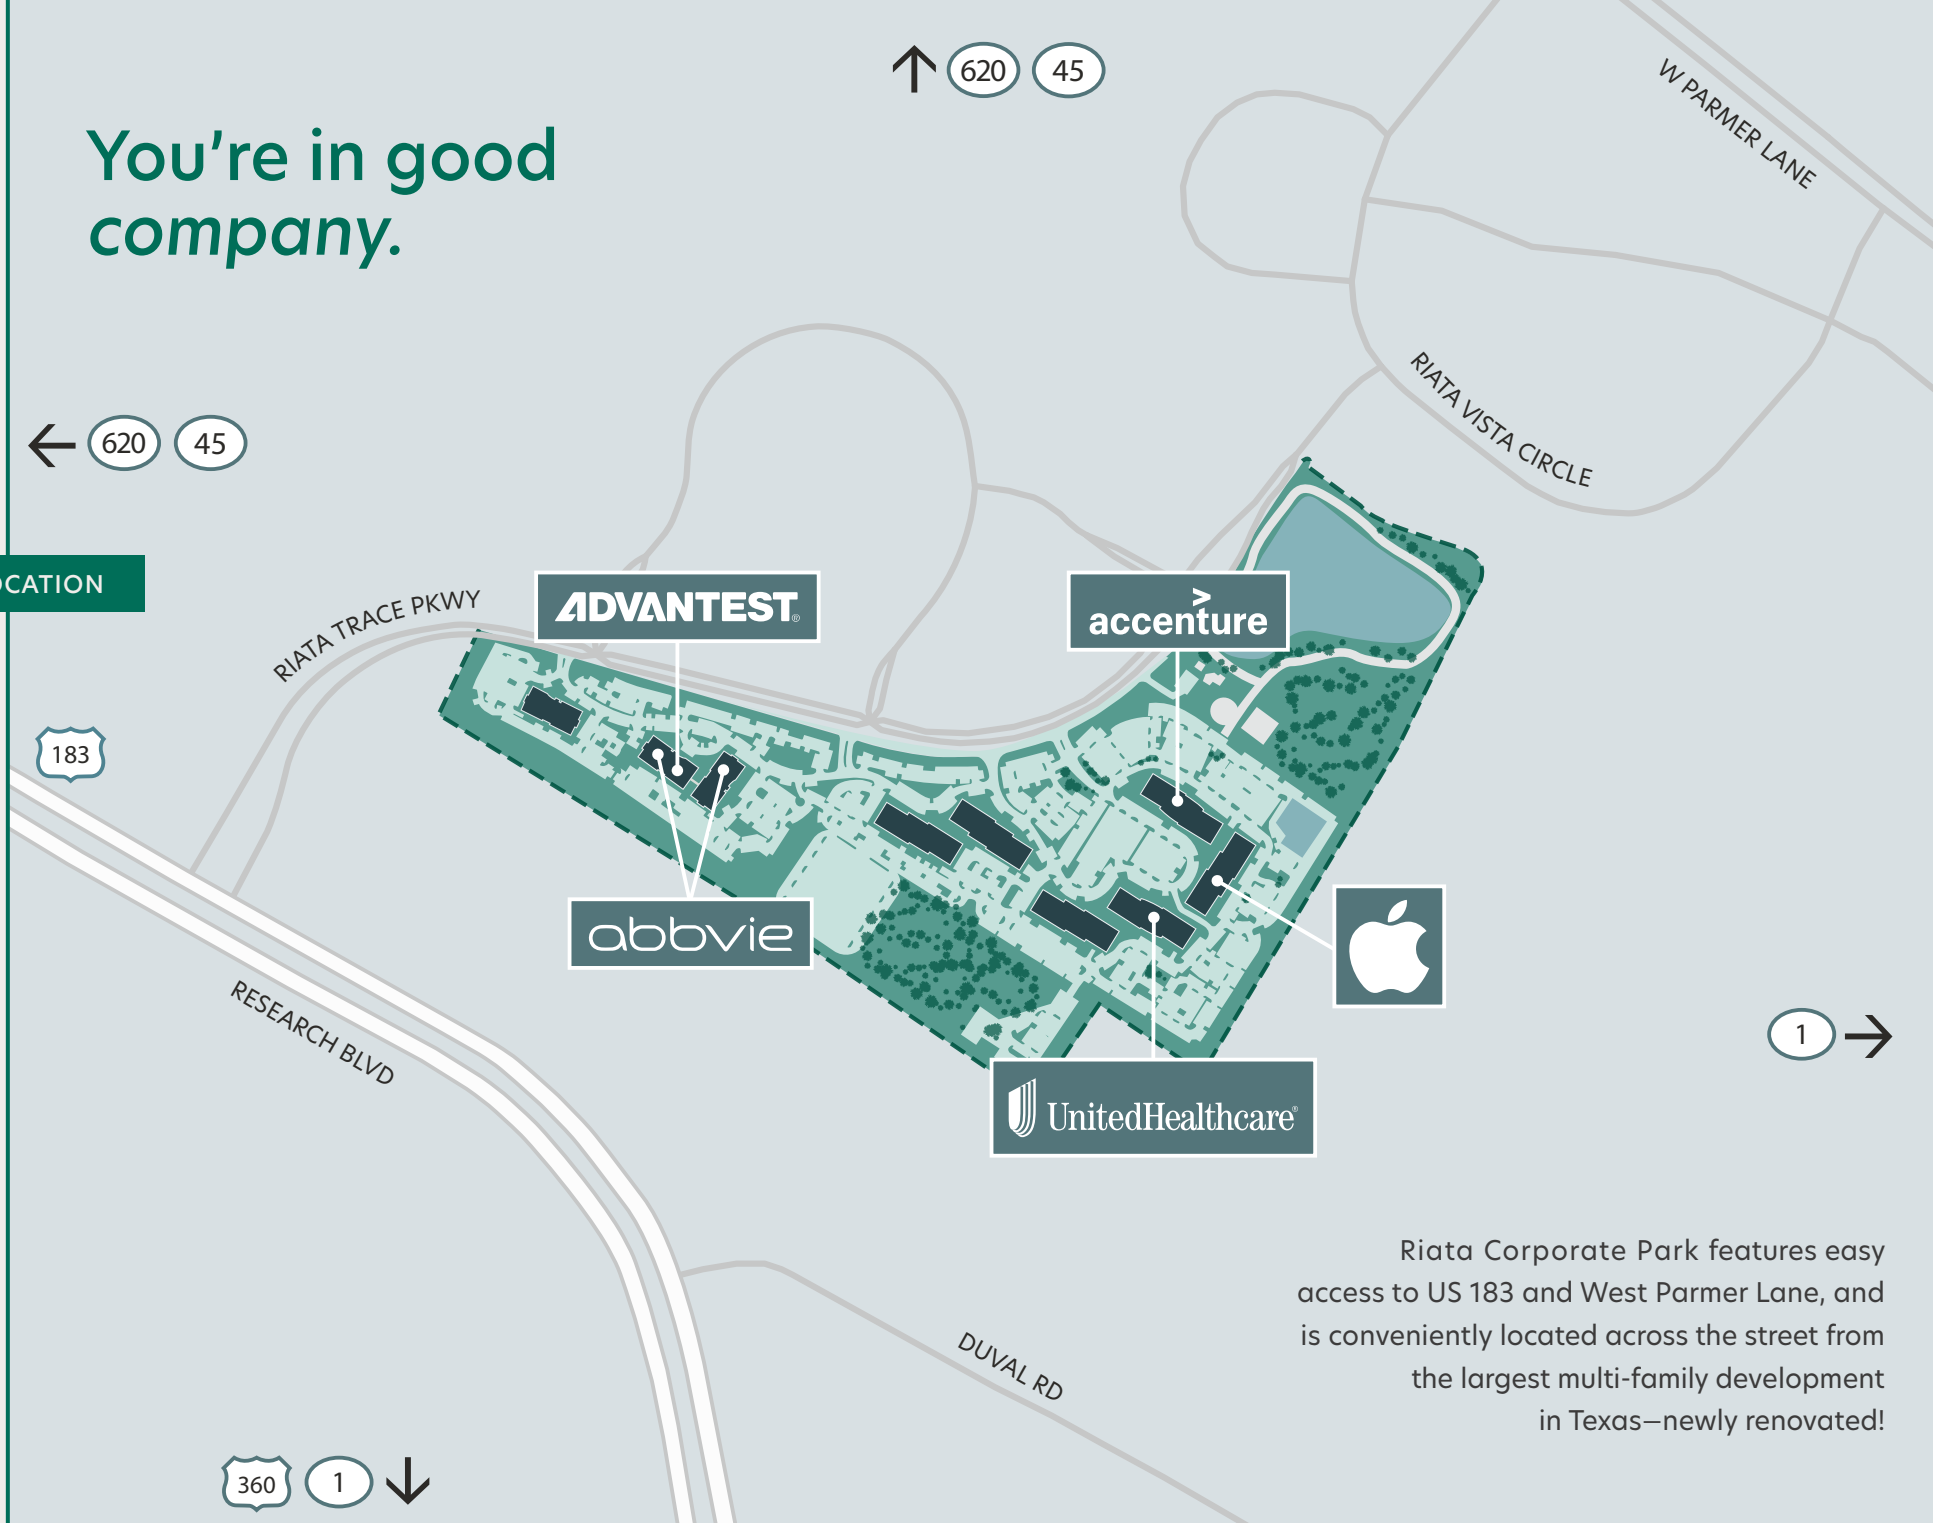 620 45
W PARMER LANE
You're in good
company.
RIATA VISTA CIRCLE
620 45
OCATION
RIATA TRACE PKWY
ADVANTEST®
>
accenture
183
abbvie
RESEARCH BLVD
1
UnitedHealthcare®
Riata Corporate Park features easy
access to US 183 and West Parmer Lane, and
is conveniently located across the street from
the largest multi-family development
in Texas—newly renovated!
DUVAL RD
360 1